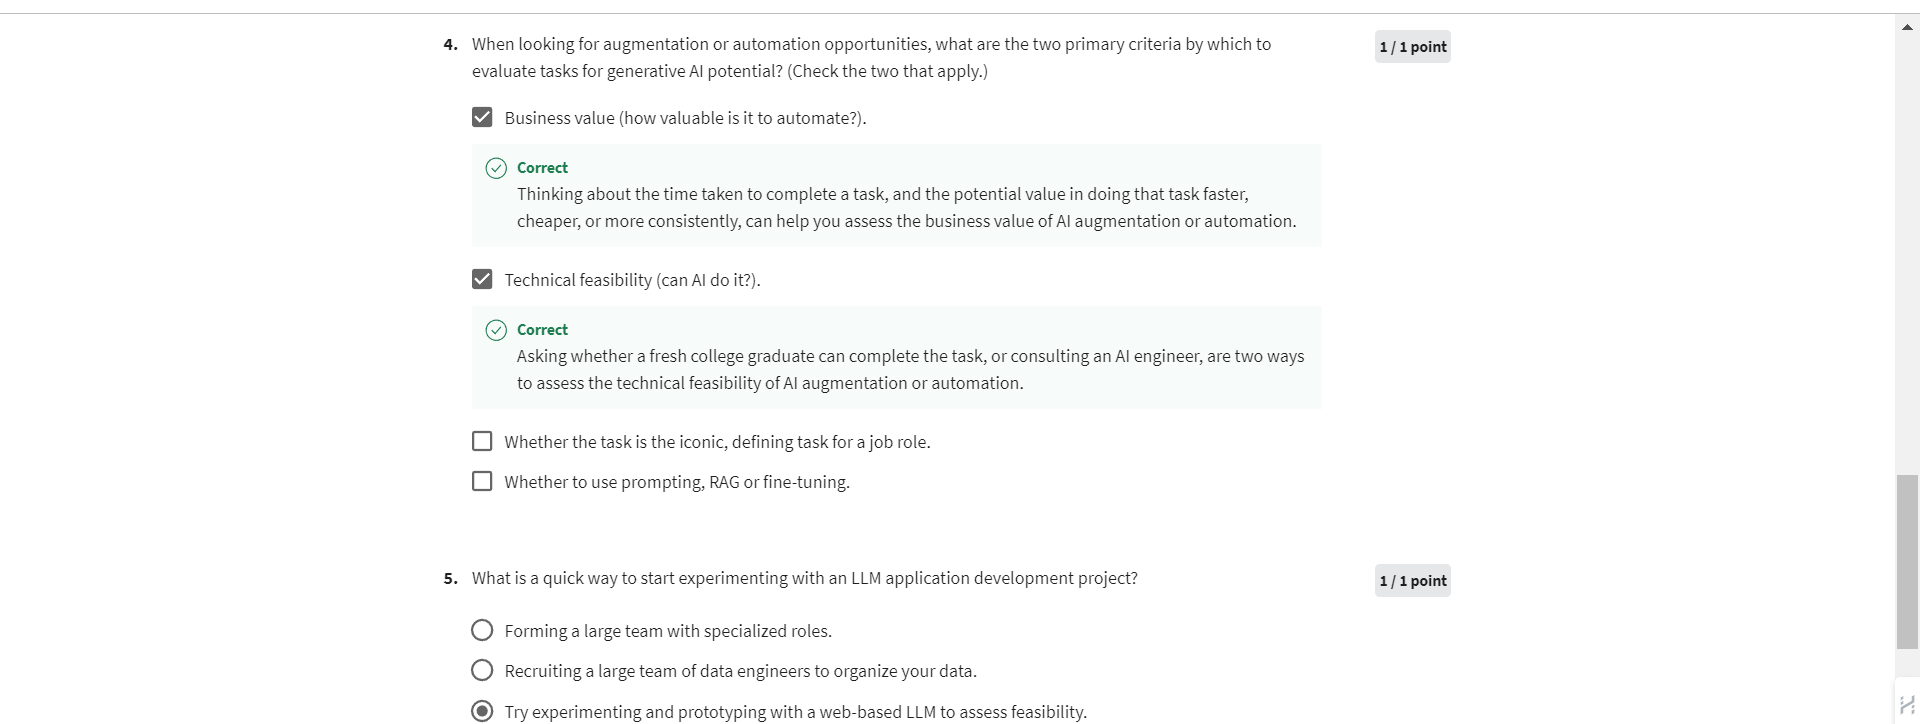 4. When looking for augmentation or automation opportunities, what are the two primary criteria by which to
evaluate tasks for generative AI potential? (Check the two that apply.)
1 / 1 point
Business value (how valuable is it to automate?).
Correct
Thinking about the time taken to complete a task, and the potential value in doing that task faster,
cheaper, or more consistently, can help you assess the business value of AI augmentation or automation.
Technical feasibility (can AI do it?).
Correct
Asking whether a fresh college graduate can complete the task, or consulting an AI engineer, are two ways
to assess the technical feasibility of AI augmentation or automation.
Whether the task is the iconic, defining task for a job role.
Whether to use prompting, RAG or fine-tuning.
5. What is a quick way to start experimenting with an LLM application development project?
1 / 1 point
Forming a large team with specialized roles.
Recruiting a large team of data engineers to organize your data.
Try experimenting and prototyping with a web-based LLM to assess feasibility.